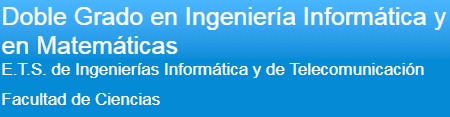 Doble Grado en Ingeniería Informática y
en Matemáticas
E.T.S. de Ingenierías Informática y de Telecomunicación
Facultad de Ciencias